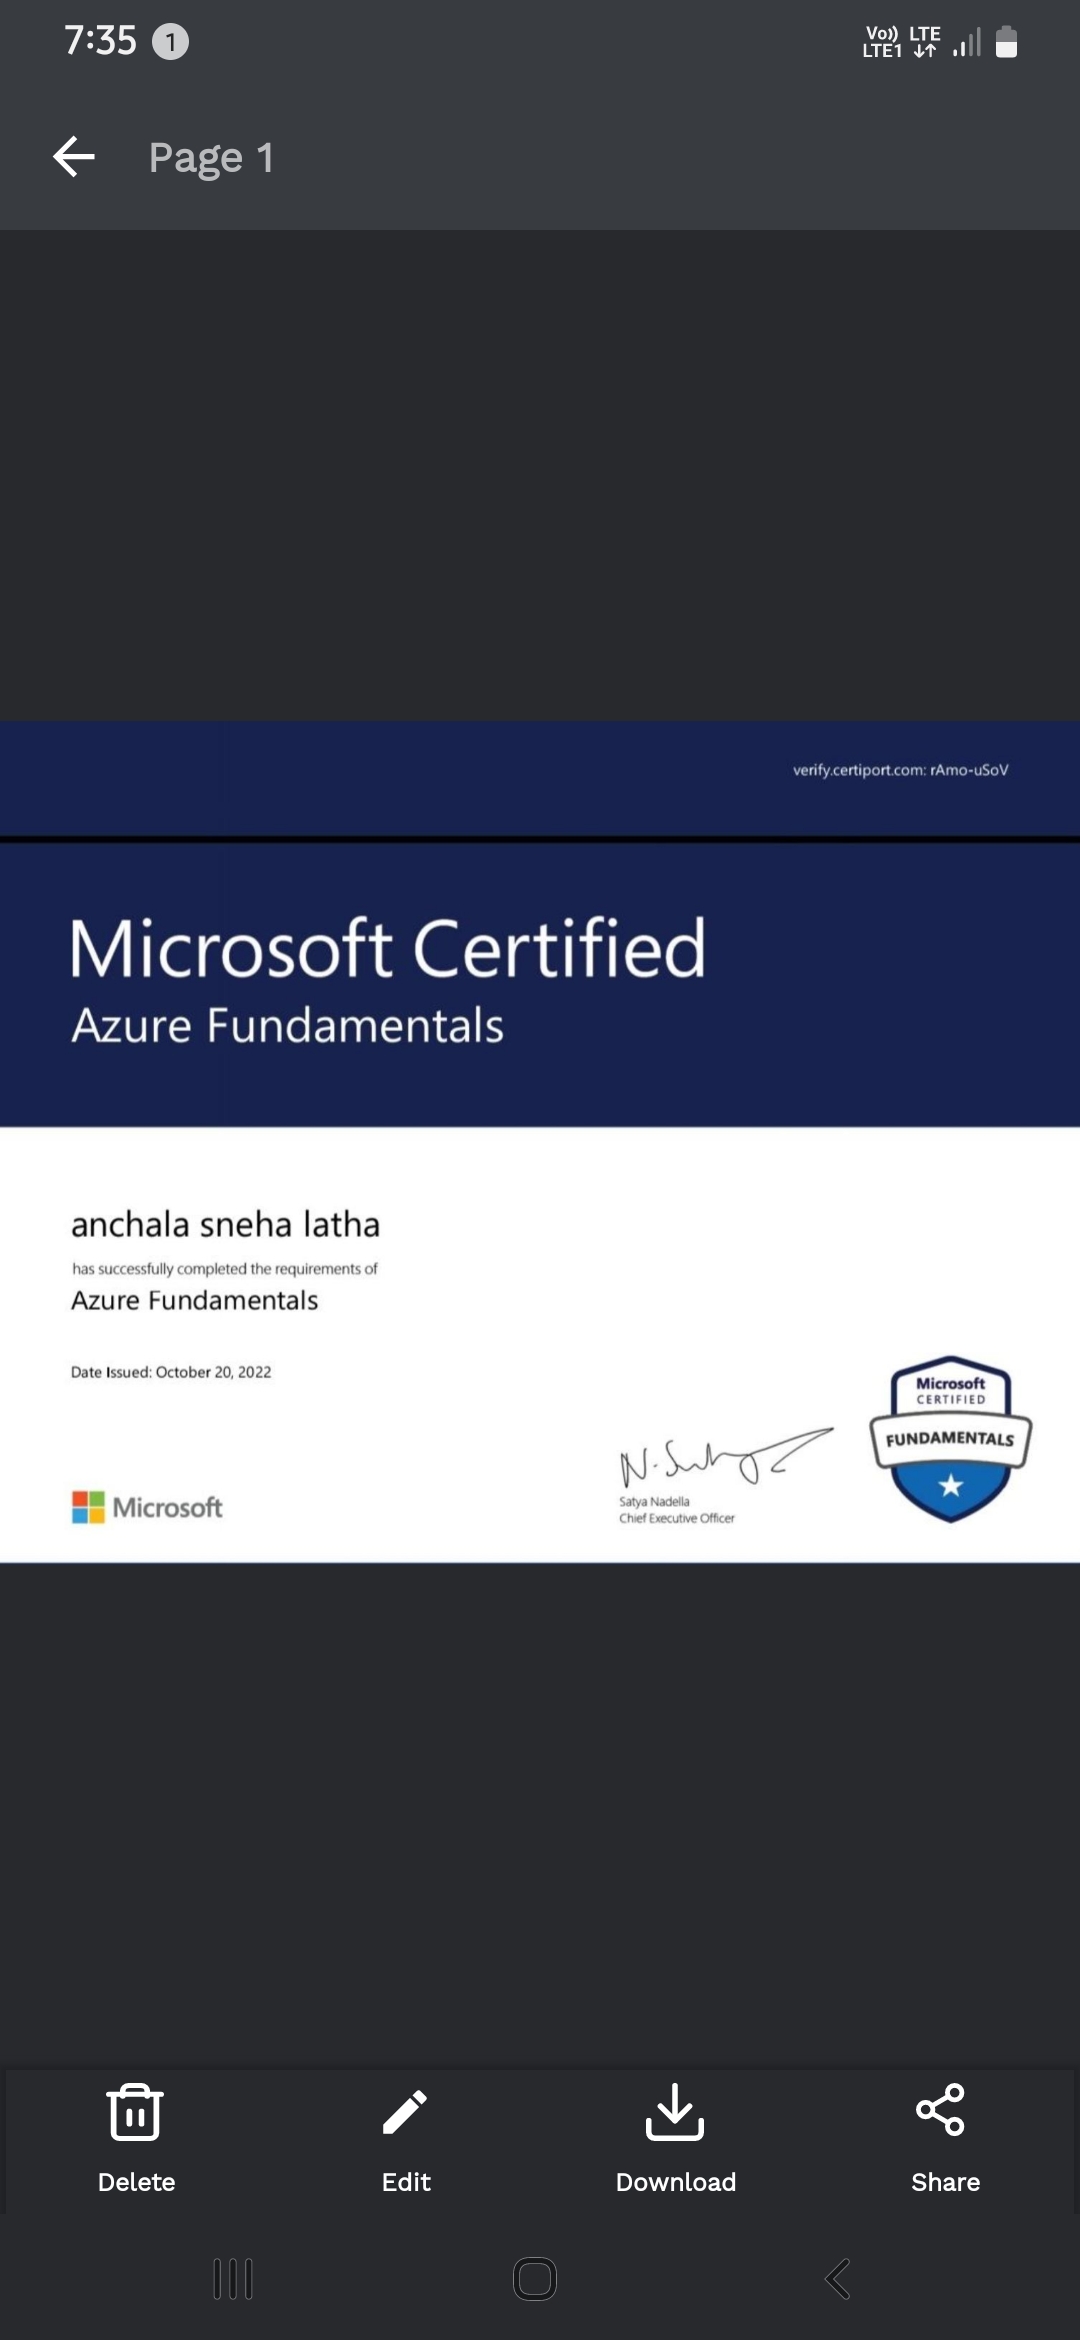 7:35 1
Vo)) LTE
LTE1
Page 1
verify.certiport.com: rAmo-uSoV
Microsoft Certified
Azure Fundamentals
anchala sneha latha
has successfully completed the requirements of
Azure Fundamentals
Date Issued: October 20, 2022
Microsoft
CERTIFIED
FUNDAMENTALS
Satya Nadella
Chief Executive Officer
Microsoft
Delete Edit Download Share